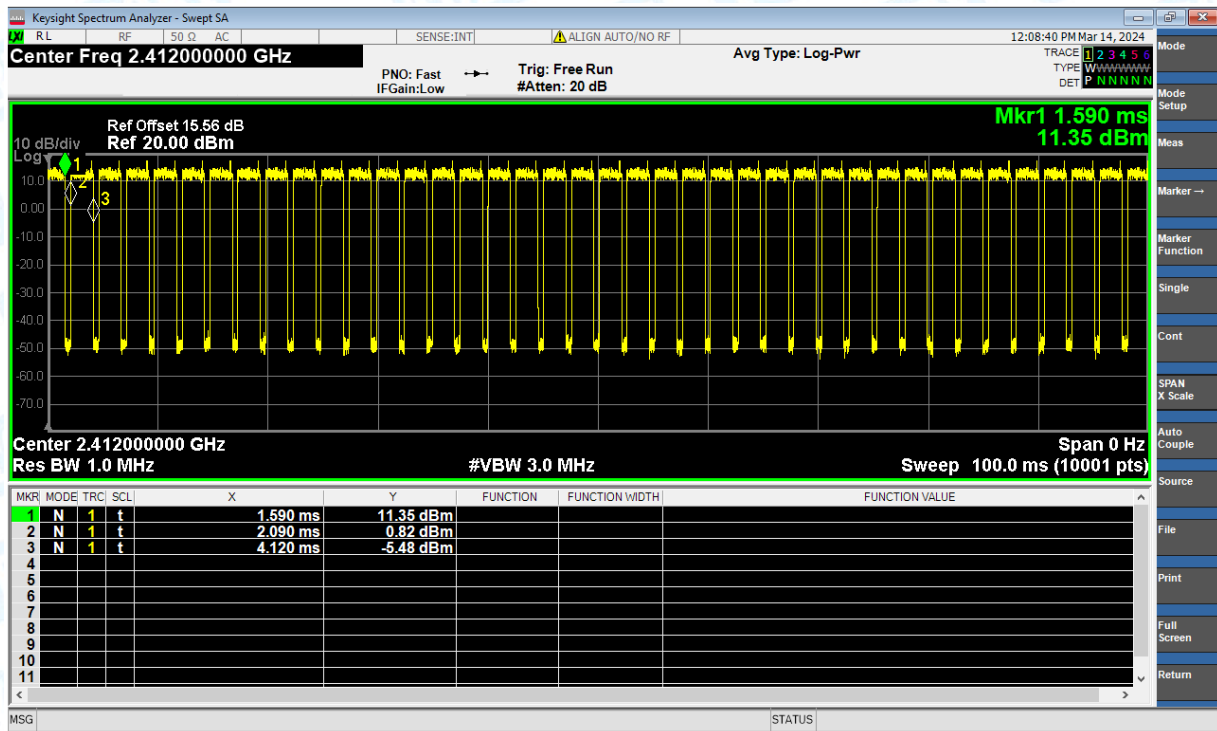 Keysight Spectrum Analyzer - Swept SA
LXI RL RF 50 Ω AC SENSE:INT ALIGN AUTO/NO RF 12:08:40 PM Mar 14, 2024
Center Freq 2.412000000 GHz
Avg Type: Log-Pwr
TRACE 1 2 3 4 5 6
PNO: Fast Trig: Free Run
TYPE WWWWWW
IFGain:Low #Atten: 20 dB
DET P N N N N N
Mkr1 1.590 ms
11.35 dBm
Ref Offset 15.56 dB
10 dB/div Ref 20.00 dBm
Log
1
2
3
10.0
0.00
-10.0
-20.0
-30.0
-40.0
-50.0
-60.0
-70.0
Center 2.412000000 GHz Span 0 Hz
Res BW 1.0 MHz #VBW 3.0 MHz Sweep 100.0 ms (10001 pts)
MKR MODE TRC SCL X Y FUNCTION FUNCTION WIDTH FUNCTION VALUE
1 N 1 t 1.590 ms 11.35 dBm
2 N 1 t 2.090 ms 0.82 dBm
3 N 1 t 4.120 ms -5.48 dBm
4
5
6
7
8
9
10
11
MSG STATUS
Mode
Mode
Setup
Meas
Marker →
Marker
Function
Single
Cont
SPAN
X Scale
Auto
Couple
Source
File
Print
Full
Screen
Return